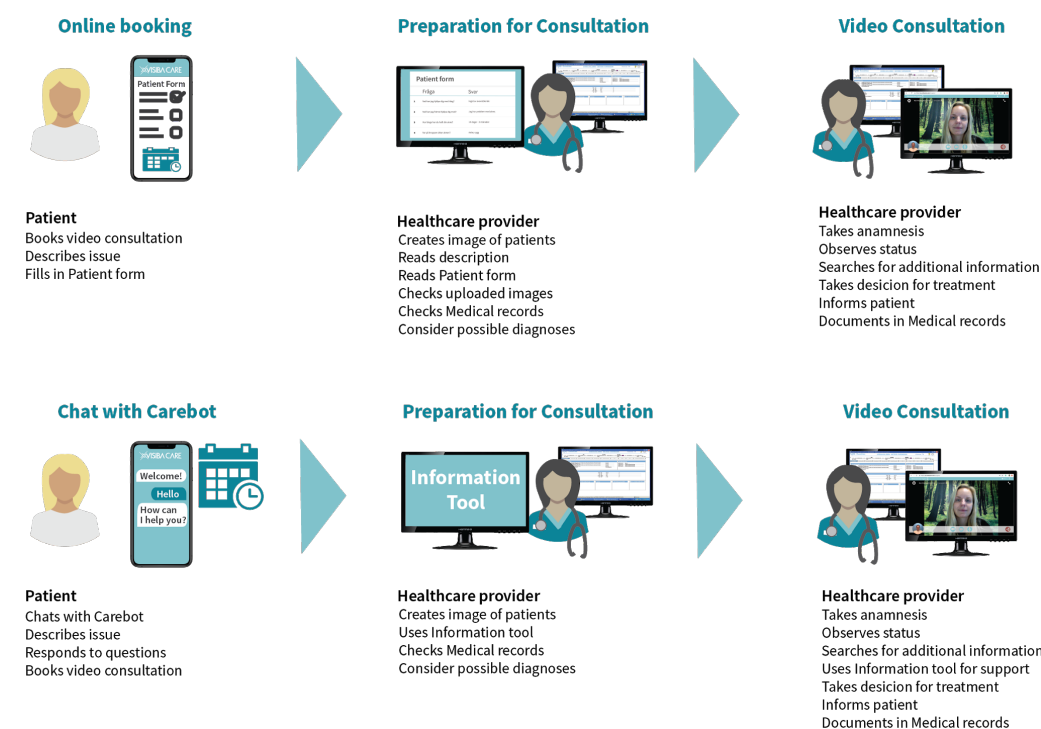 Online booking
Preparation for Consultation
Video Consultation
VISIBA CARE
Patient Form
Patient form
Fråga
Svar
Patient
Books video consultation
Describes issue
Fills in Patient form
Healthcare provider
Creates image of patients
Reads description
Reads Patient form
Checks uploaded images
Checks Medical records
Consider possible diagnoses
Healthcare provider
Takes anamnesis
Observes status
Searches for additional information
Takes desicion for treatment
Informs patient
Documents in Medical records
Chat with Carebot
Preparation for Consultation
Video Consultation
VISIBA CARE
Welcome!
Hello
How can
I help you?
Information
Tool
Patient
Chats with Carebot
Describes issue
Responds to questions
Books video consultation
Healthcare provider
Creates image of patients
Uses Information tool
Checks Medical records
Consider possible diagnoses
Healthcare provider
Takes anamnesis
Observes status
Searches for additional information
Uses Information tool for support
Takes desicion for treatment
Informs patient
Documents in Medical records